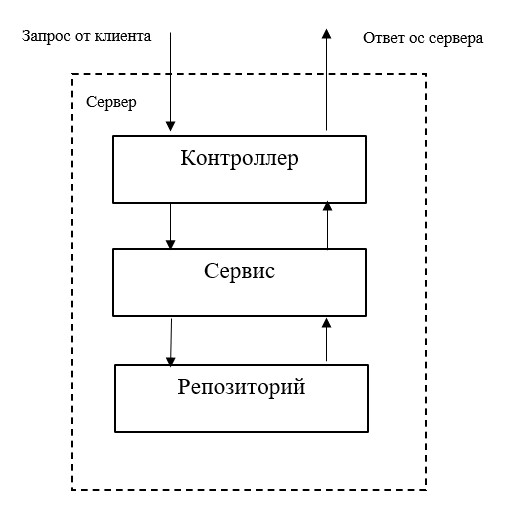 Запрос от клиента
Ответ ос сервера
Сервер
Контроллер
Сервис
Репозиторий